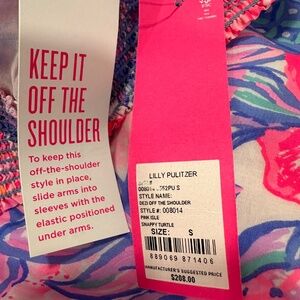 KEEP IT
OFF THE
SHOULDER
To keep this
off-the-shoulder
style in place,
slide arms into
sleeves with the
elastic positioned
under arms.
LILLY PULITZER
STYLE NAME:
DEZI OFF THE SHOULDER
STYLE #: 008014
PINK ISLE
SNAPPY TURTLE
SIZE: S
889069 871406
MANUFACTURER'S SUGGESTED PRICE
$208.00